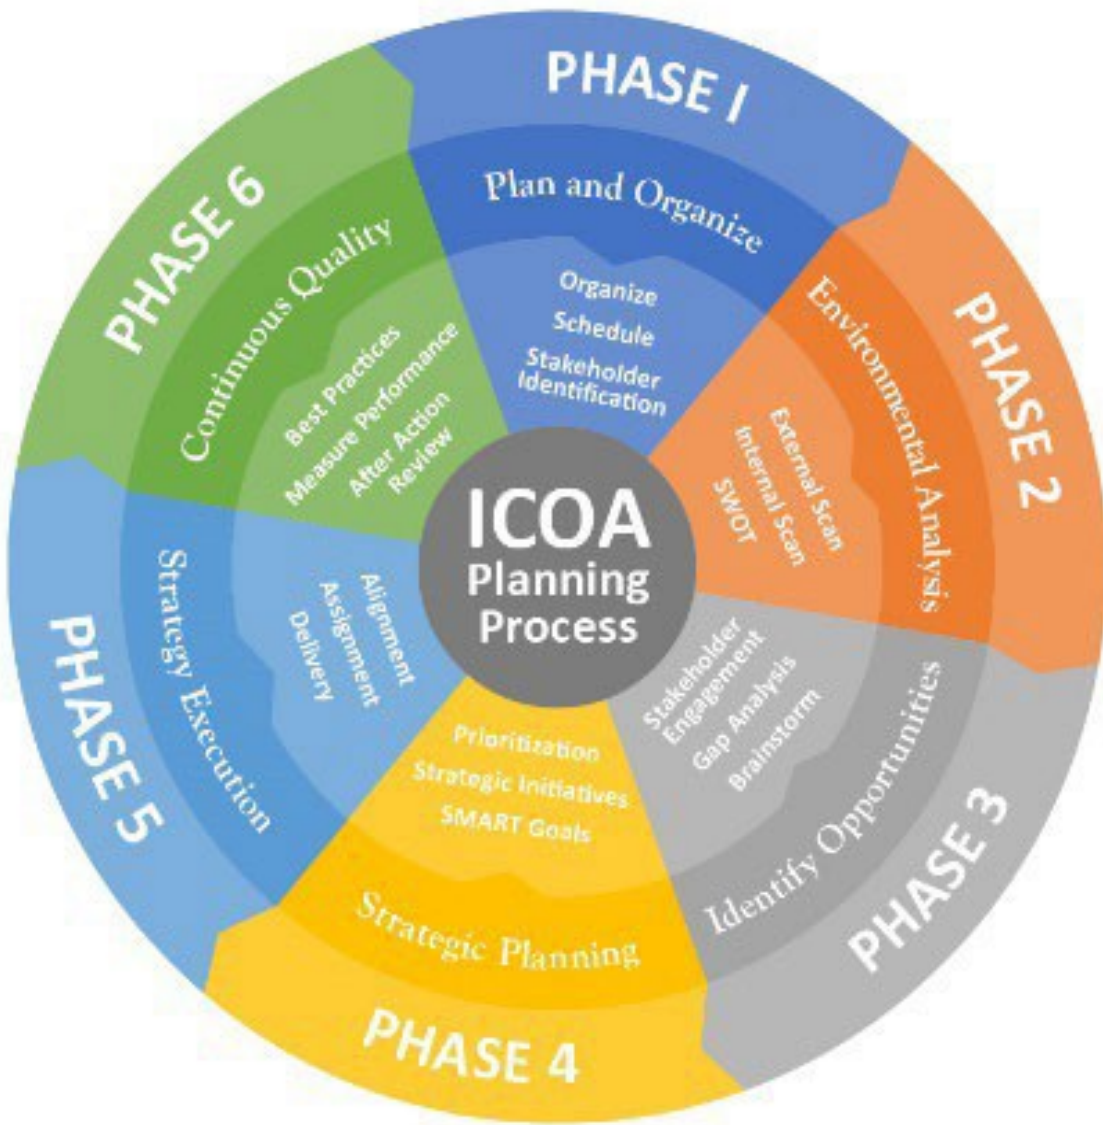 PHASE I
Plan and Organize
Organize
Schedule
Stakeholder
Identification
PHASE 2
Environmental Analysis
External Scan
Internal Scan
SWOT
PHASE 3
Identify Opportunities
Stakeholder
Engagement
Gap Analysis
Brainstorm
PHASE 4
Strategic Planning
Prioritization
Strategic Initiatives
SMART Goals
PHASE 5
Strategy Execution
Alignment
Assignment
Delivery
PHASE 6
Continuous Quality
Best Practices
Measure Performance
After Action
Review
ICOA
Planning
Process